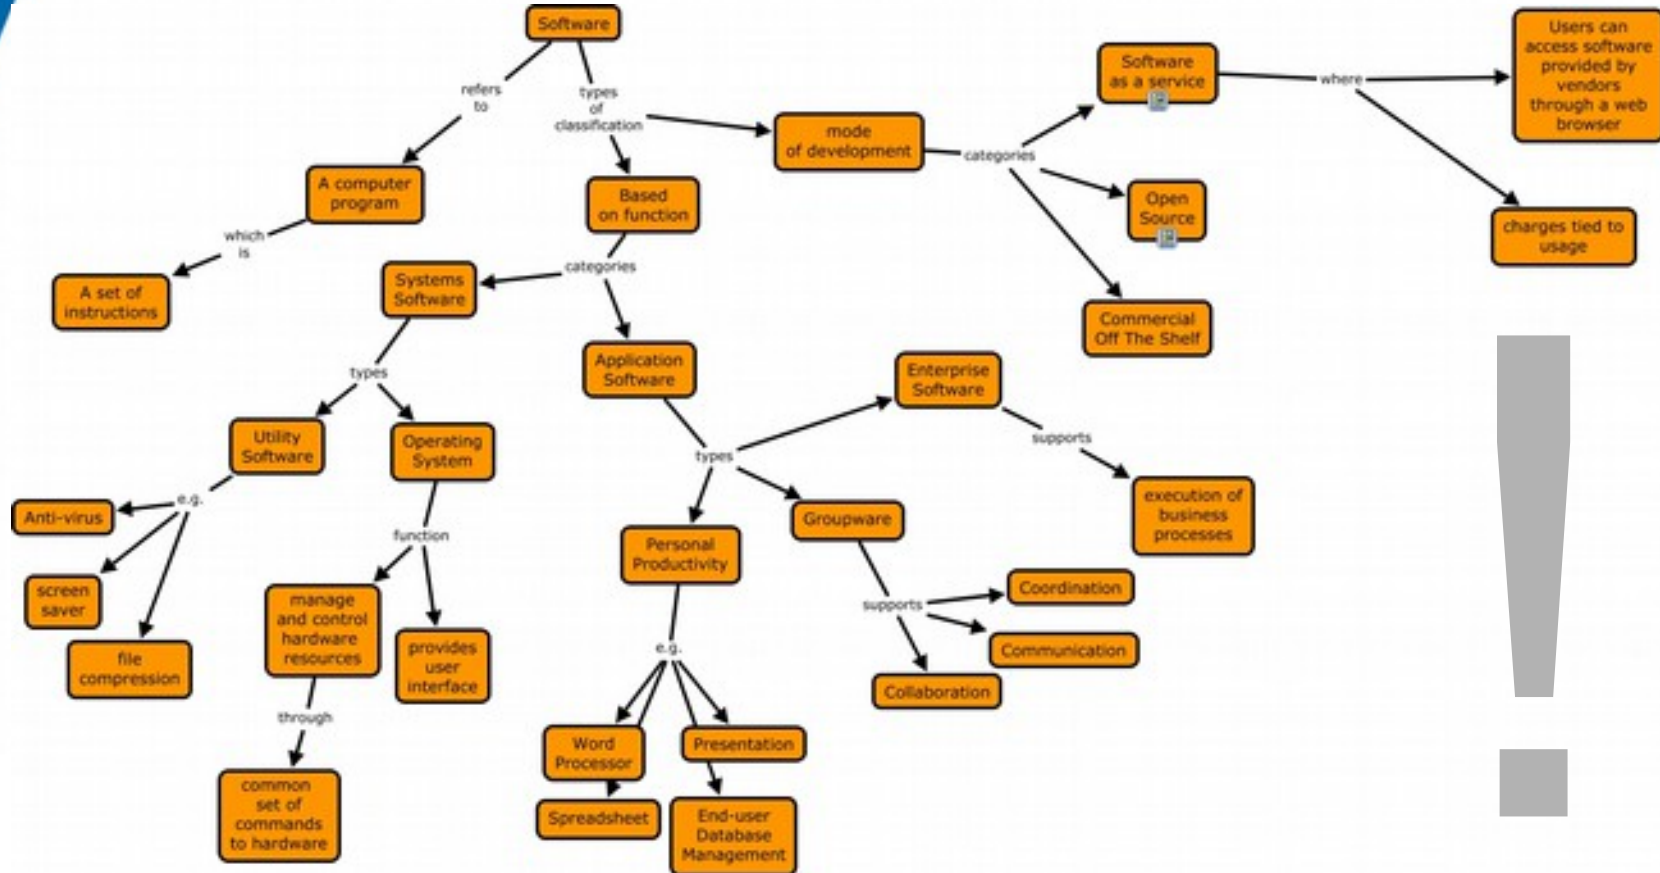 Software
refers
to
types
of
classification
A computer
program
which
is
A set of
instructions
Based
on function
categories
Systems
Software
types
Utility
Software
e.g.
Anti-virus
screen
saver
file
compression
Operating
System
function
manage
and control
hardware
resources
through
common
set of
commands
to hardware
provides
user
interface
Application
Software
types
Personal
Productivity
e.g.
Word
Processor
Spreadsheet
Presentation
End-user
Database
Management
Groupware
supports
Coordination
Communication
Collaboration
Enterprise
Software
supports
execution of
business
processes
mode
of development
categories
Software
as a service
where
Users can
access software
provided by
vendors
through a web
browser
charges tied to
usage
Open
Source
Commercial
Off The Shelf
!